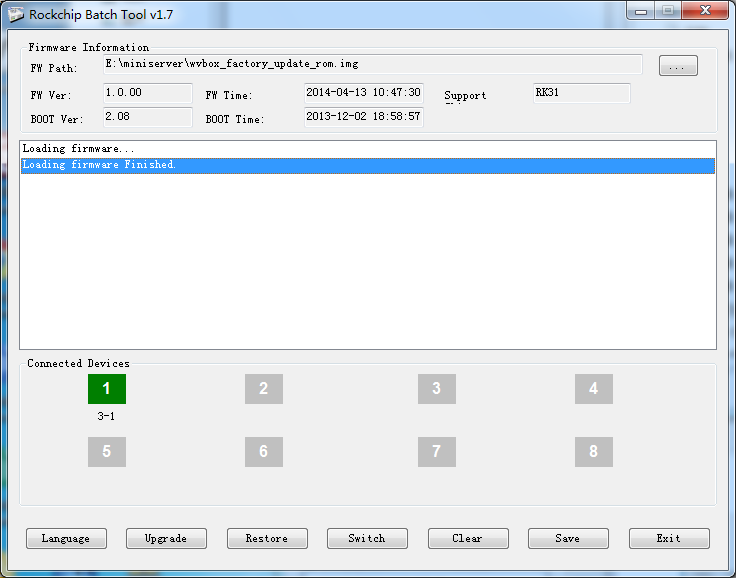 Rockchip Batch Tool v1.7
Firmware Information
FW Path: E:\miniserver\wvbox_factory_update_rom.img ...
FW Ver: 1.0.00 FW Time: 2014-04-13 10:47:30 Support RK31
BOOT Ver: 2.08 BOOT Time: 2013-12-02 18:58:57
Loading firmware...
Loading firmware Finished.
Connected Devices
1 2 3 4
3-1
5 6 7 8
Language Upgrade Restore Switch Clear Save Exit